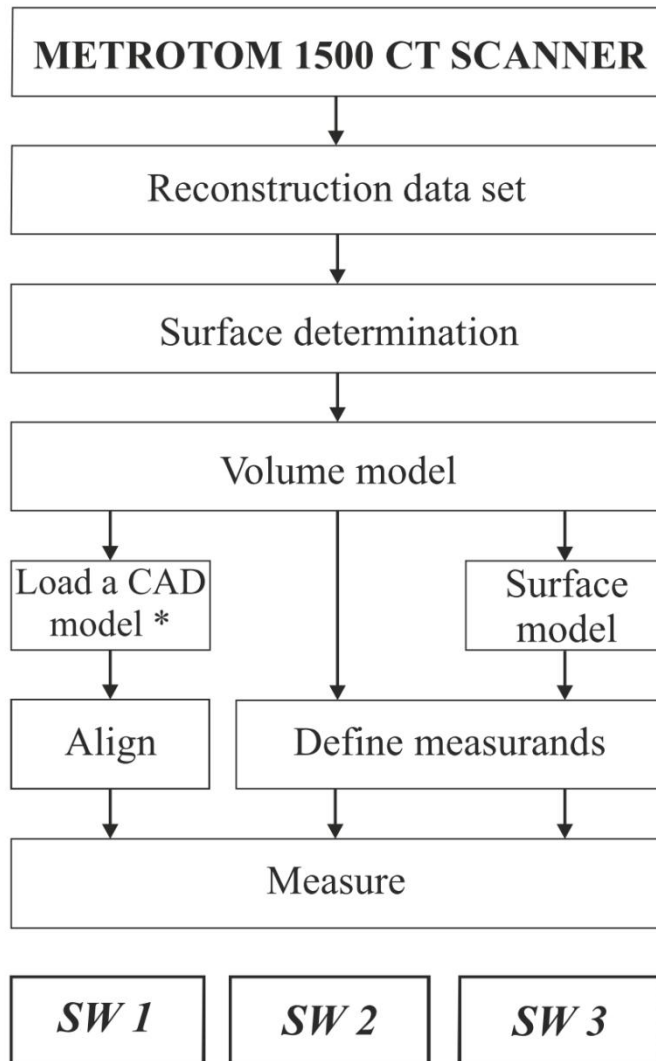 METROTOM 1500 CT SCANNER
Reconstruction data set
Surface determination
Volume model
Load a CAD
model *
Surface
model
Align
Define measurands
Measure
SW 1
SW 2
SW 3